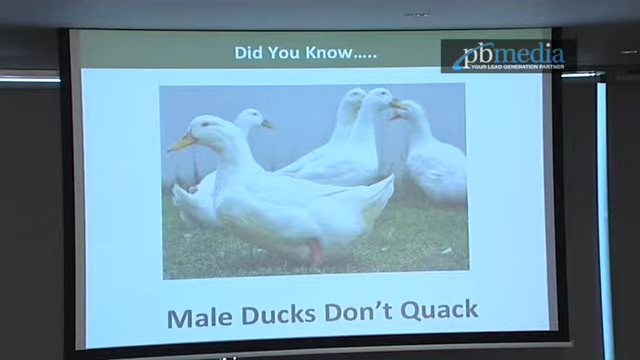 Did You Know.....
pbmedia
YOUR LEAD GENERATION PARTNER
Male Ducks Don't Quack